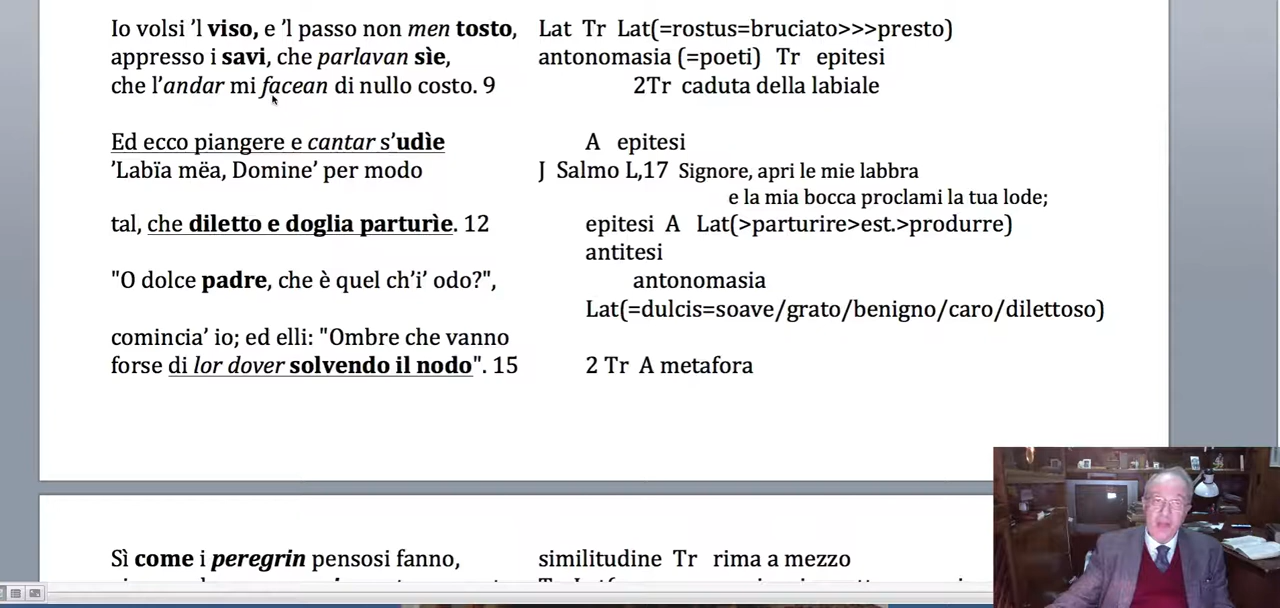 Io volsi ’l viso, e ’l passo non men tosto, Lat Tr Lat(=rostus=bruciato>>>presto)
appresso i savi, che parlavan sìe, antonomasia (=poeti) Tr epitesi
che l’andar mi facean di nullo costo. 9 2Tr caduta della labiale
Ed ecco piangere e cantar s’udìe A epitesi
’Labïa mëa, Domine’ per modo J Salmo L,17 Signore, apri le mie labbra
e la mia bocca proclami la tua lode;
tal, che diletto e doglia parturìe. 12 epitesi A Lat(>parturire>est.>produrre)
antitesi
"O dolce padre, che è quel ch’i’ odo?", antonomasia
Lat(=dulcis=soave/grato/benigno/caro/dilettoso)
comincia’ io; ed elli: "Ombre che vanno
forse di lor dover solvendo il nodo". 15 2 Tr A metafora
Sì come i peregrin pensosi fanno, similitudine Tr rima a mezzo